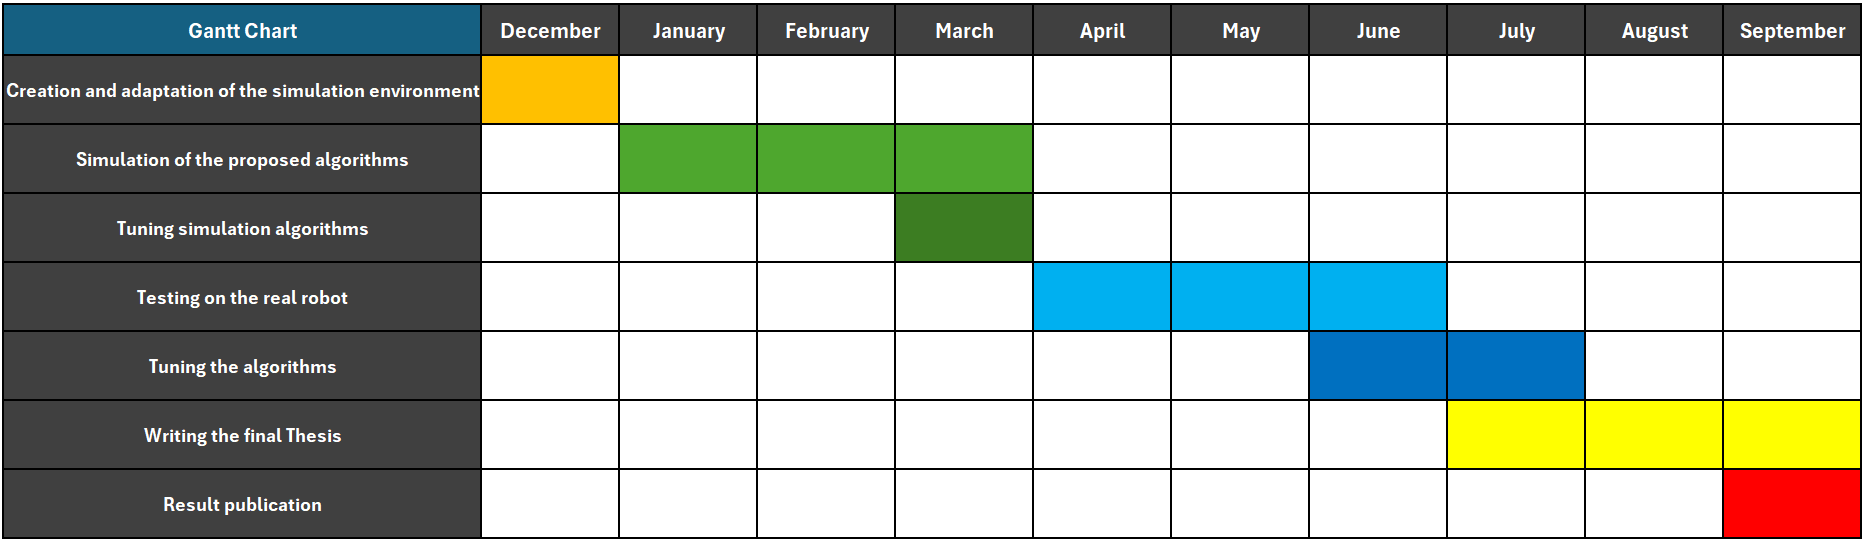 Gantt Chart December January February March April May June July August September
Creation and adaptation of the simulation environment
Simulation of the proposed algorithms
Tuning simulation algorithms
Testing on the real robot
Tuning the algorithms
Writing the final Thesis
Result publication